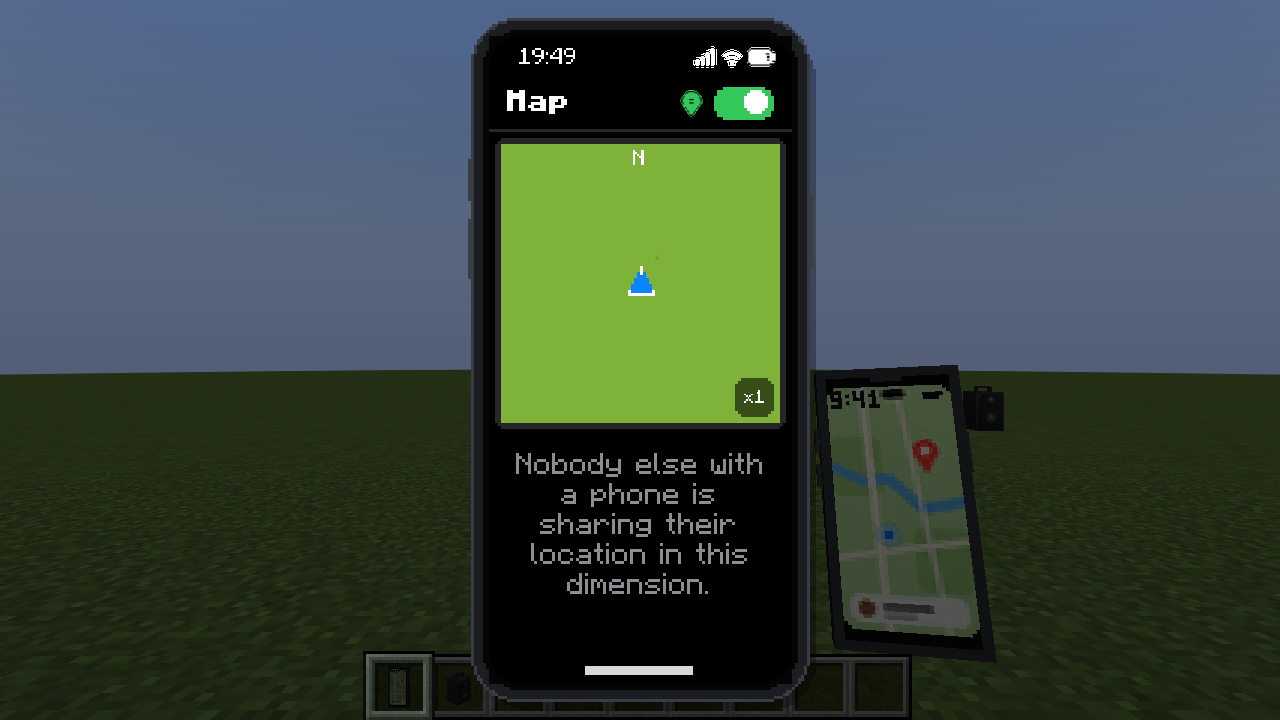 19:49
Map
N
x1
Nobody else with
a phone is
sharing their
location in this
dimension.
9:41